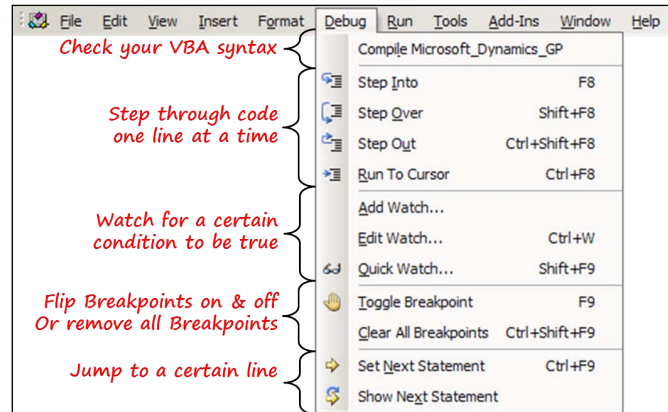 File Edit View Insert Format Debug Run Tools Add-Ins Window Help
Check your VBA syntax
Compile Microsoft_Dynamics_GP
Step through code
one line at a time
Step Into F8
Step Over Shift+F8
Step Out Ctrl+Shift+F8
Run To Cursor Ctrl+F8
Watch for a certain
condition to be true
Add Watch...
Edit Watch... Ctrl+W
Quick Watch... Shift+F9
Flip Breakpoints on & off
Or remove all Breakpoints
Toggle Breakpoint F9
Clear All Breakpoints Ctrl+Shift+F9
Jump to a certain line
Set Next Statement Ctrl+F9
Show Next Statement